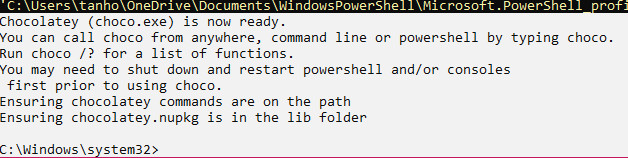 'C:\Users\tanho\OneDrive\Documents\WindowsPowerShell\Microsoft.PowerShell_profi
Chocolatey (choco.exe) is now ready.
You can call choco from anywhere, command line or powershell by typing choco.
Run choco /? for a list of functions.
You may need to shut down and restart powershell and/or consoles
 first prior to using choco.
Ensuring chocolatey commands are on the path
Ensuring chocolatey.nupkg is in the lib folder
C:\Windows\system32>